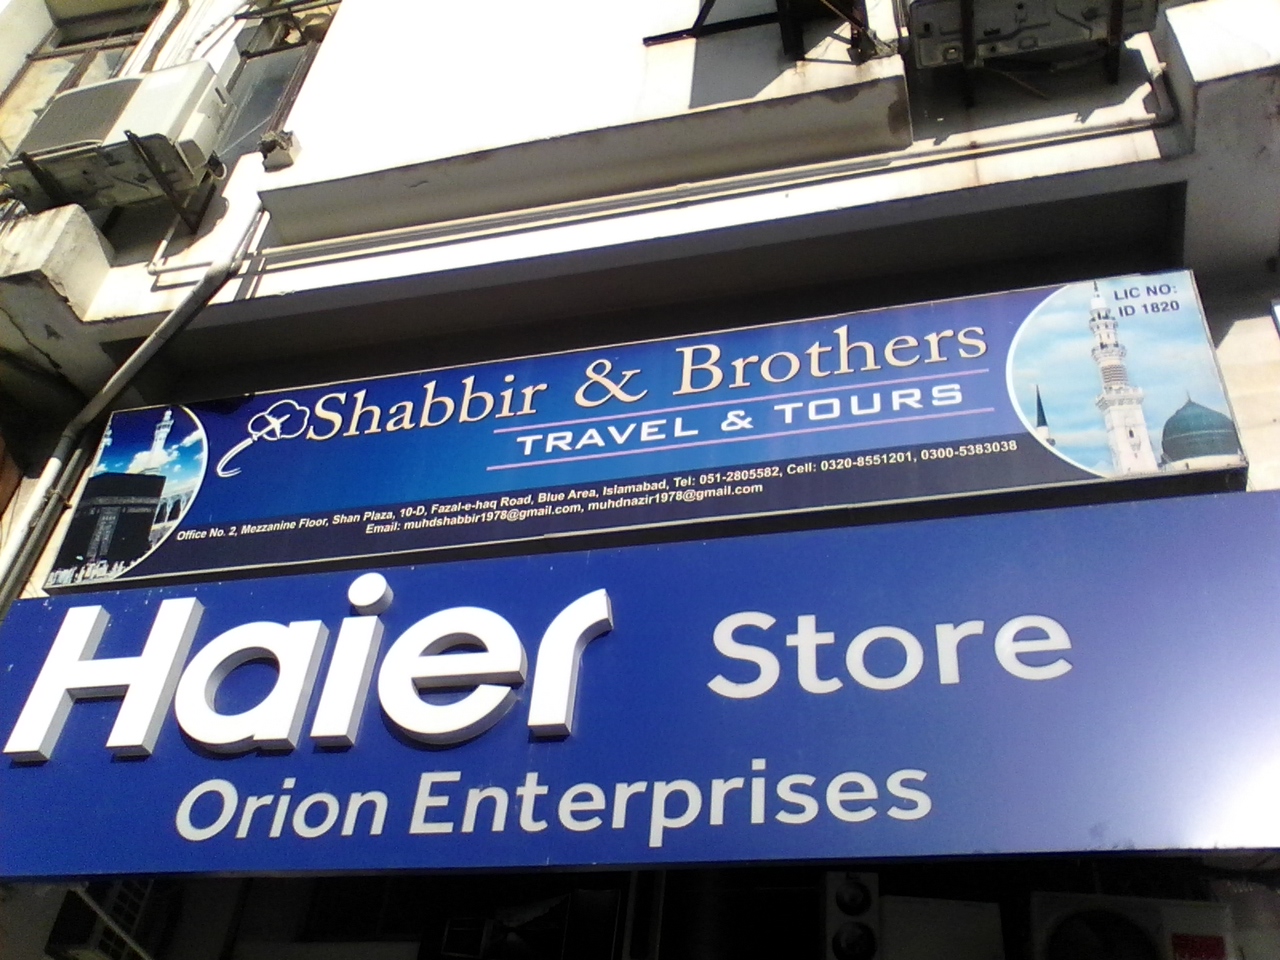 LIC NO:
ID 1820
Shabbir & Brothers
TRAVEL & TOURS
Office No. 2, Mezzanine Floor, Shan Plaza, 10-D, Fazal-e-haq Road, Blue Area, Islamabad, Tel: 051-2805582, Cell: 0320-8551201, 0300-5383038
Email: muhdshabbir1978@gmail.com, muhdnazir1978@gmail.com
Haier Store
Orion Enterprises